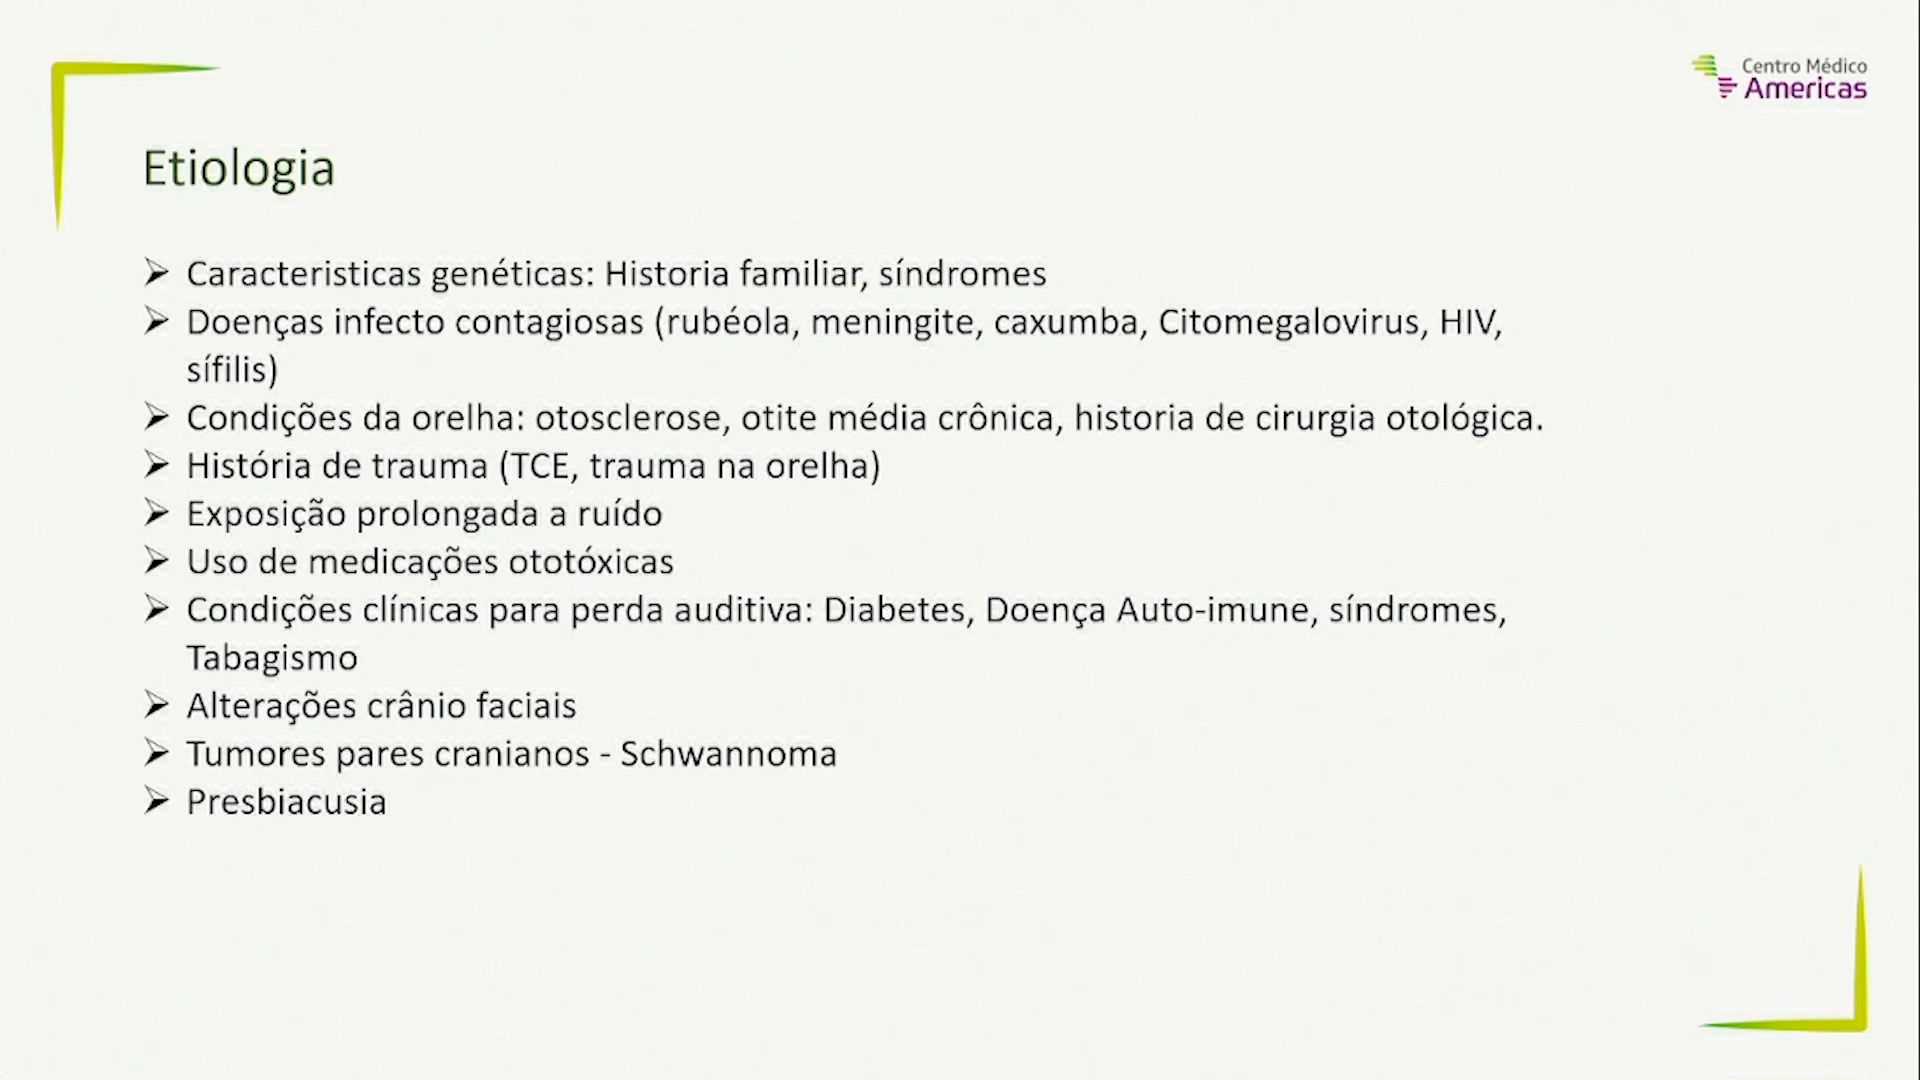 Centro Médico
Americas
Etiologia
Caracteristicas genéticas: Historia familiar, síndromes
Doenças infecto contagiosas (rubéola, meningite, caxumba, Citomegalovirus, HIV,
sífilis)
Condições da orelha: otosclerose, otite média crônica, historia de cirurgia otológica.
História de trauma (TCE, trauma na orelha)
Exposição prolongada a ruído
Uso de medicações ototóxicas
Condições clínicas para perda auditiva: Diabetes, Doença Auto-imune, síndromes,
Tabagismo
Alterações crânio faciais
Tumores pares cranianos - Schwannoma
Presbiacusia